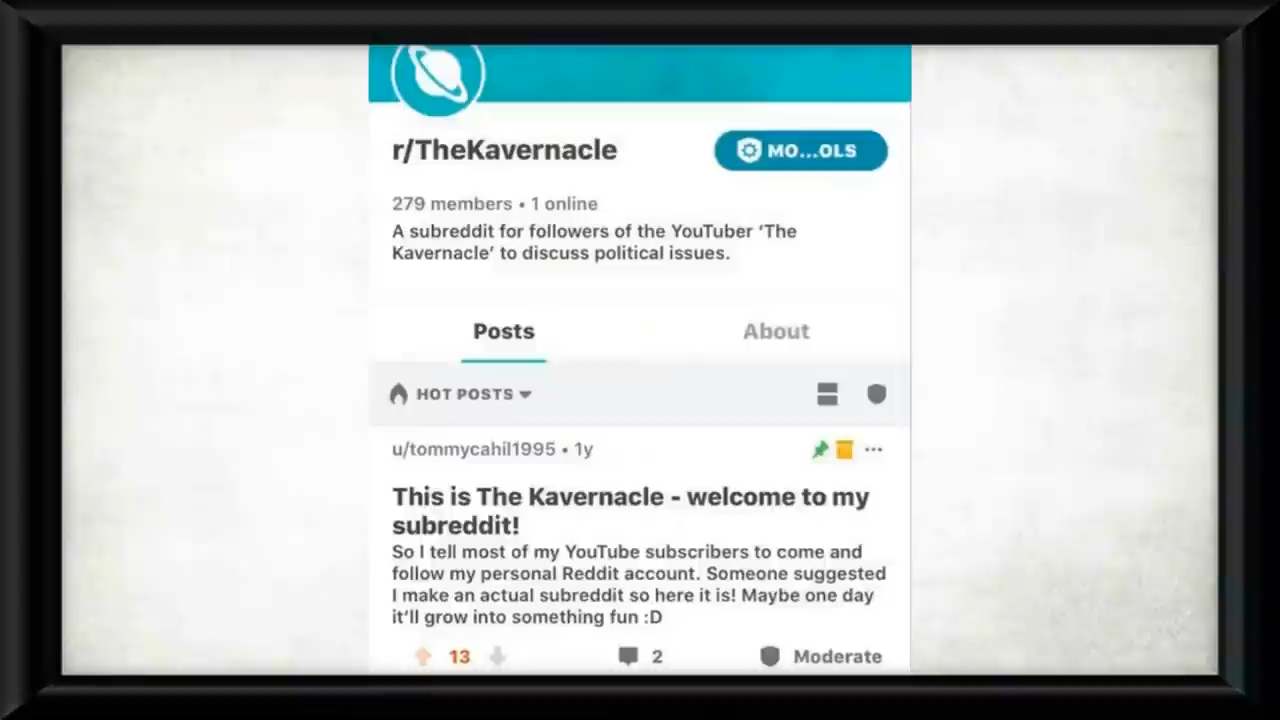 r/TheKavernacle
MO...OLS
279 members • 1 online
A subreddit for followers of the YouTuber ‘The
Kavernacle’ to discuss political issues.
Posts
About
HOT POSTS
u/tommycahil1995 • 1y
This is The Kavernacle - welcome to my
subreddit!
So I tell most of my YouTube subscribers to come and
follow my personal Reddit account. Someone suggested
I make an actual subreddit so here it is! Maybe one day
it’ll grow into something fun :D
13
2
Moderate